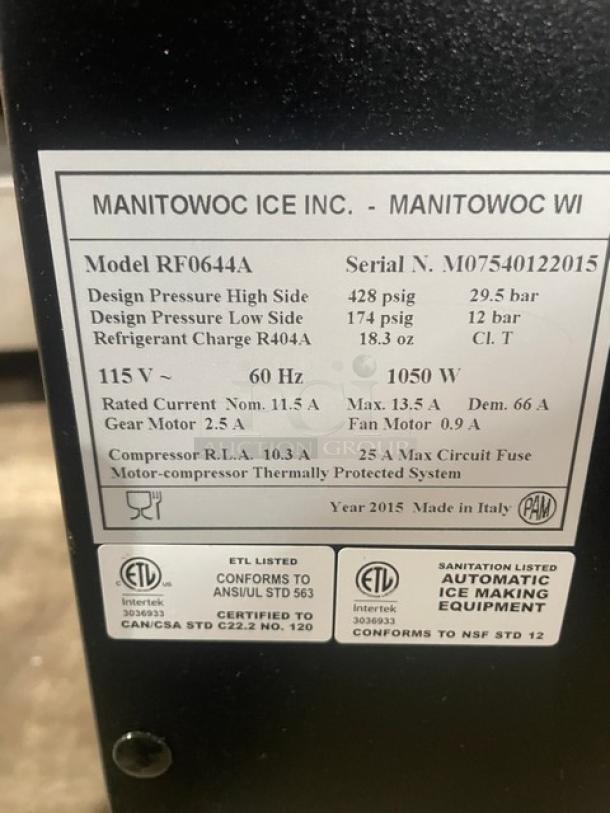 MANITOWOC ICE INC. - MANITOWOC WI
Model RF0644A Serial N. M07540122015
Design Pressure High Side 428 psig 29.5 bar
Design Pressure Low Side 174 psig 12 bar
Refrigerant Charge R404A 18.3 oz Cl. T
115 V ~ 60 Hz 1050 W
Rated Current Nom. 11.5 A Max. 13.5 A Dem. 66 A
Gear Motor 2.5 A Fan Motor 0.9 A
AUCTION GROUP
Compressor R.L.A. 10.3 A 25 A Max Circuit Fuse
Motor-compressor Thermally Protected System
Year 2015 Made in Italy PAM
ETL LISTED
CONFORMS TO
ANSI/UL STD 563
C ETL US
Intertek
3036933
CERTIFIED TO
CAN/CSA STD C22.2 NO. 120
SANITATION LISTED
AUTOMATIC
ICE MAKING
EQUIPMENT
ETL
Intertek
3036933
CONFORMS TO NSF STD 12